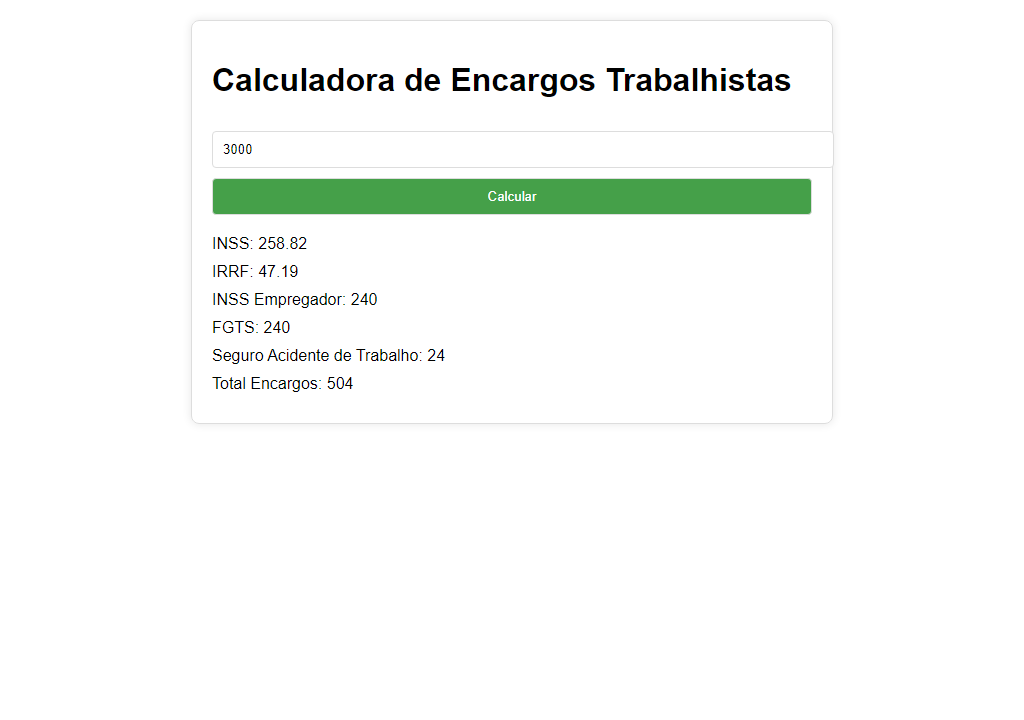 Calculadora de Encargos Trabalhistas
3000
Calcular
INSS: 258.82
IRRF: 47.19
INSS Empregador: 240
FGTS: 240
Seguro Acidente de Trabalho: 24
Total Encargos: 504